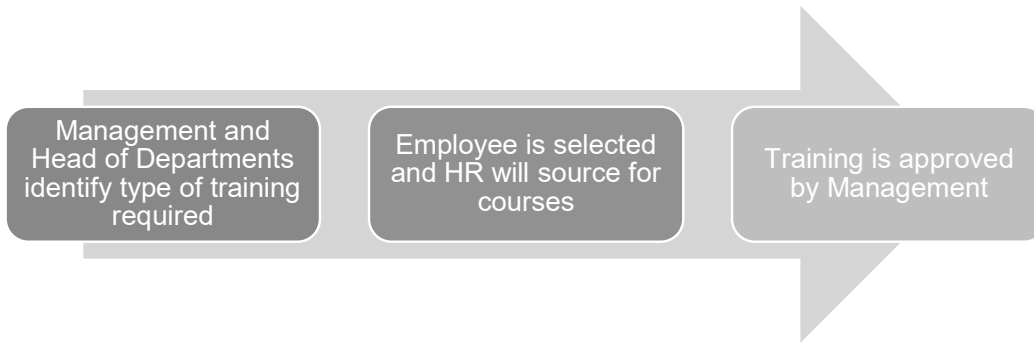 Management and
Head of Departments
identify type of training
required
Employee is selected
and HR will source for
courses
Training is approved
by Management